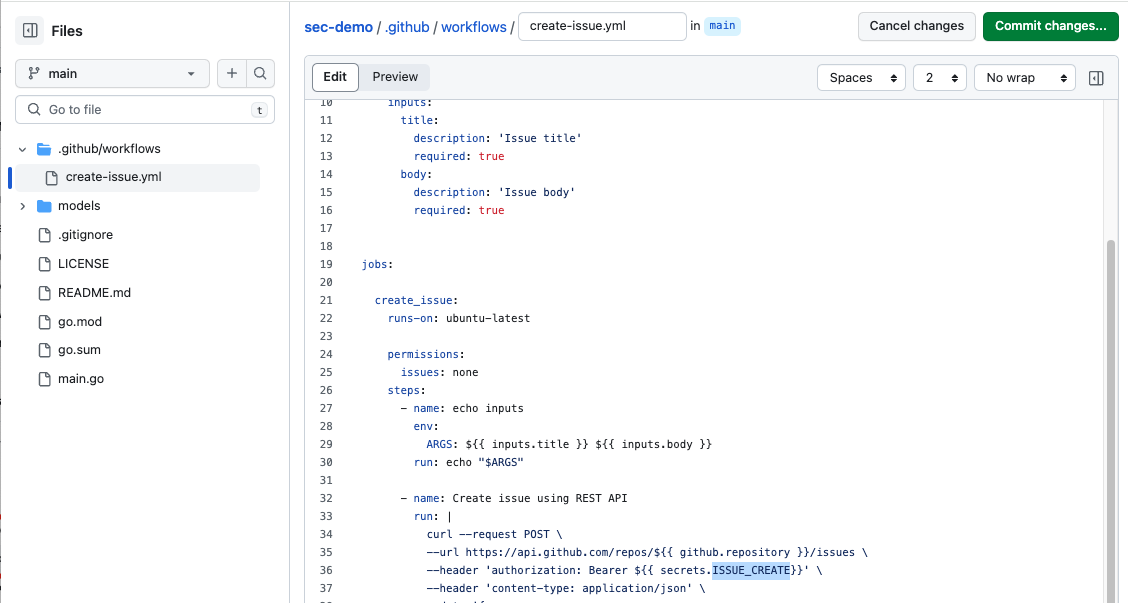 Files
main
Go to file
t
.github/workflows
create-issue.yml
models
.gitignore
LICENSE
README.md
go.mod
go.sum
main.go
sec-demo / .github / workflows / create-issue.yml in main
Cancel changes
Commit changes...
Edit
Preview
Spaces
2
No wrap
10 inputs:
11 title:
12 description: 'Issue title'
13 required: true
14 body:
15 description: 'Issue body'
16 required: true
17
18
19 jobs:
20
21 create_issue:
22 runs-on: ubuntu-latest
23
24 permissions:
25 issues: none
26 steps:
27 - name: echo inputs
28 env:
29 ARGS: ${{ inputs.title }} ${{ inputs.body }}
30 run: echo "$ARGS"
31
32 - name: Create issue using REST API
33 run: |
34 curl --request POST \
35 --url https://api.github.com/repos/${{ github.repository }}/issues \
36 --header 'authorization: Bearer ${{ secrets.ISSUE_CREATE}}' \
37 --header 'content-type: application/json' \